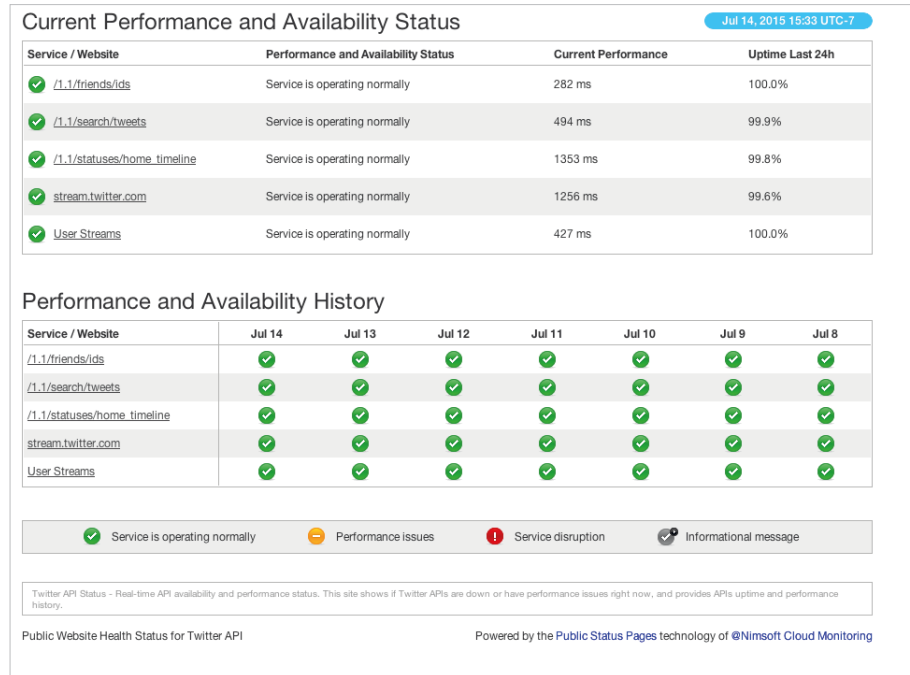 Current Performance and Availability Status
Jul 14, 2015 15:33 UTC-7
Service / Website Performance and Availability Status Current Performance Uptime Last 24h
/1.1/friends/ids Service is operating normally 282 ms 100.0%
/1.1/search/tweets Service is operating normally 494 ms 99.9%
/1.1/statuses/home_timeline Service is operating normally 1353 ms 99.8%
stream.twitter.com Service is operating normally 1256 ms 99.6%
User Streams Service is operating normally 427 ms 100.0%
Performance and Availability History
Service / Website Jul 14 Jul 13 Jul 12 Jul 11 Jul 10 Jul 9 Jul 8
/1.1/friends/ids
/1.1/search/tweets
/1.1/statuses/home_timeline
stream.twitter.com
User Streams
Service is operating normally Performance issues Service disruption Informational message
Twitter API Status - Real-time API availability and performance status. This site shows if Twitter APIs are down or have performance issues right now, and provides APIs uptime and performance
history.
Public Website Health Status for Twitter API Powered by the Public Status Pages technology of @Nimsoft Cloud Monitoring